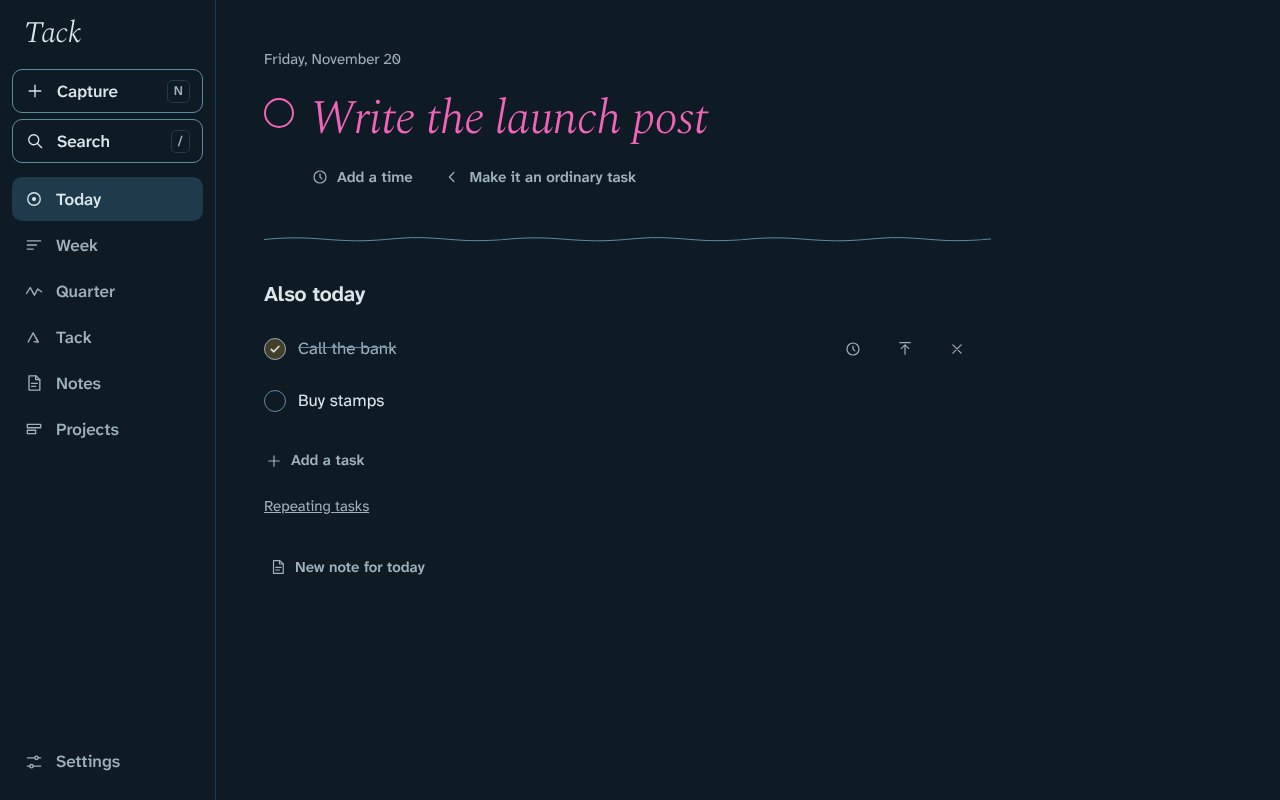 Tack
Capture N
Search /
Today
Week
Quarter
Tack
Notes
Projects
Settings
Friday, November 20
Write the launch post
Add a time
Make it an ordinary task
Also today
Call the bank
Buy stamps
Add a task
Repeating tasks
New note for today